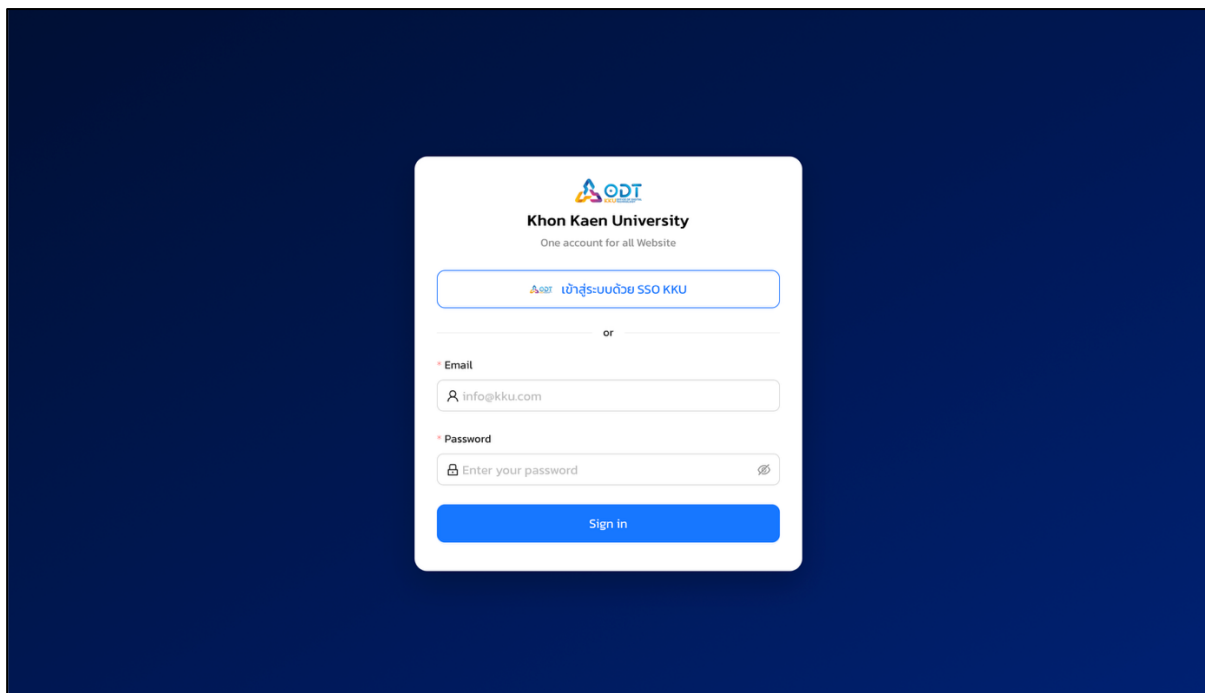 ODT
Khon Kaen University
One account for all Website
ODT เข้าสู่ระบบด้วย SSO KKU
or
* Email
info@kku.com
* Password
Enter your password
Sign in